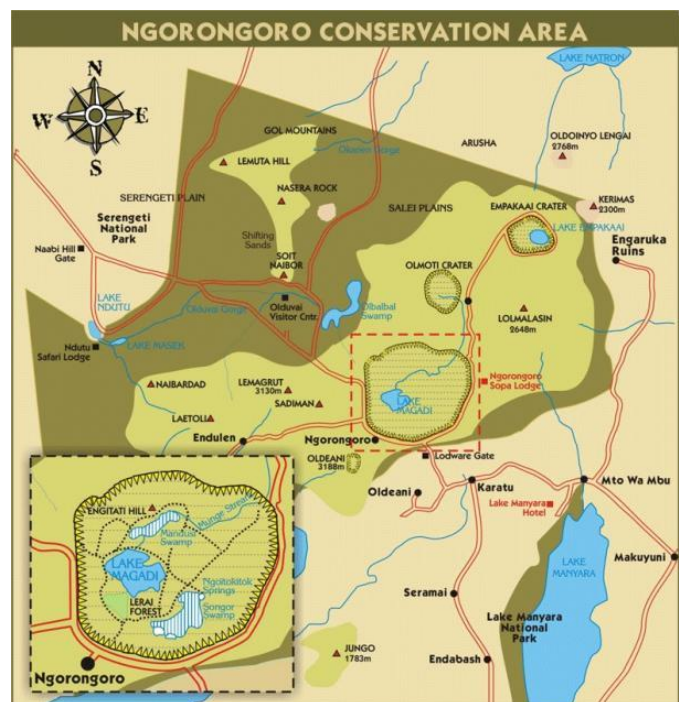 NGORONGORO CONSERVATION AREA
LAKE NATRON
N
W
E
S
GOL MOUNTAINS
Okarien Gorge
ARUSHA
OLDOINYO LENGAI
2768m
LEMUTA HILL
SERENGETI PLAIN
NASERA ROCK
SALEI PLAINS
EMPAKAAI CRATER
KERIMAS
2300m
Serengeti
National
Park
LAKE EMPAKAAI
Engaruka
Ruins
Shifting
Sands
Naabi Hill
Gate
SOIT
NAIBOR
OLMOTI CRATER
LAKE
NDUTU
Olduvai Gorge
Olduvai
Visitor Cntr.
Olbalbal
Swamp
LOLMALASIN
2648m
Ndutu
Safari Lodge
LAKE MASEK
NAIBARDAD
LEMAGRUT
3130m
SADIMAN
LAETOLI
LAKE
MAGADI
Ngorongoro
Sopa Lodge
Endulen
Ngorongoro
OLDEANI
3188m
Lodware Gate
Oldeani
Karatu
Mto Wa Mbu
Lake Manyara
Hotel
ENGITATI HILL
Munge Stream
Mandusi
Swamp
LAKE
MAGADI
Ngoitokitok
Springs
LERAI
FOREST
Songor
Swamp
Ngorongoro
LAKE
MANYARA
Makuyuni
Seramai
Lake Manyara
National
Park
JUNGO
1783m
Endabash